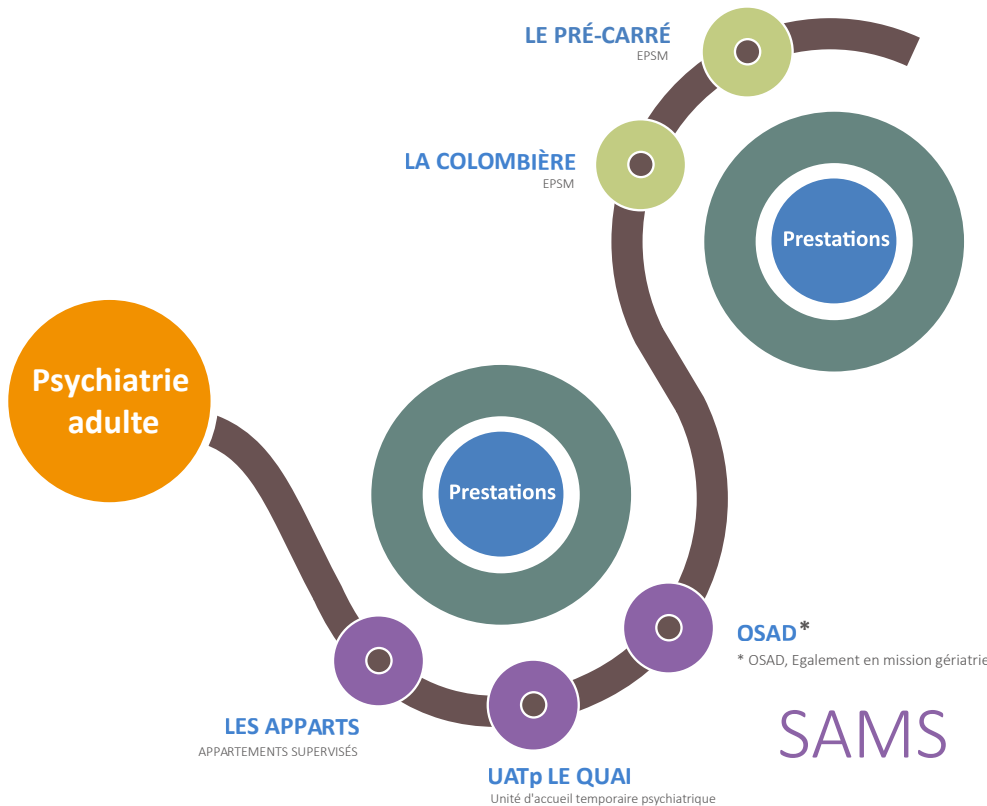 LE PRÉ-CARRÉ
EPSM
LA COLOMBIÈRE
EPSM
Prestations
Psychiatrie
adulte
Prestations
OSAD*
* OSAD, Egalement en mission gériatrie
LES APPARTS
APPARTEMENTS SUPERVISÉS
SAMS
UATp LE QUAI
Unité d'accueil temporaire psychiatrique